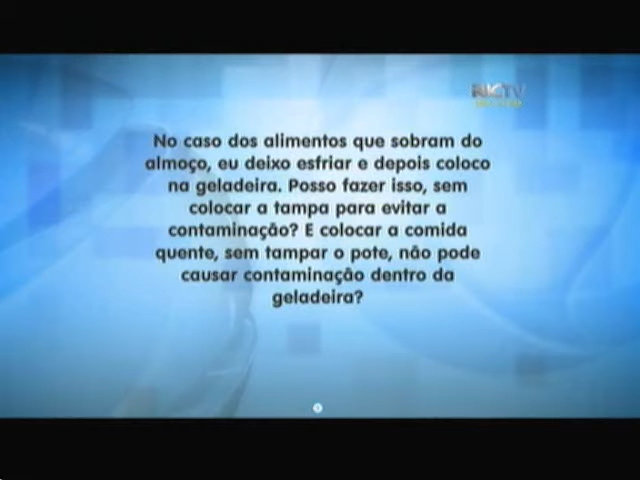 RICTV
No caso dos alimentos que sobram do
almoço, eu deixo esfriar e depois coloco
na geladeira. Posso fazer isso, sem
colocar a tampa para evitar a
contaminação? E colocar a comida
quente, sem tampar o pote, não pode
causar contaminação dentro da
geladeira?